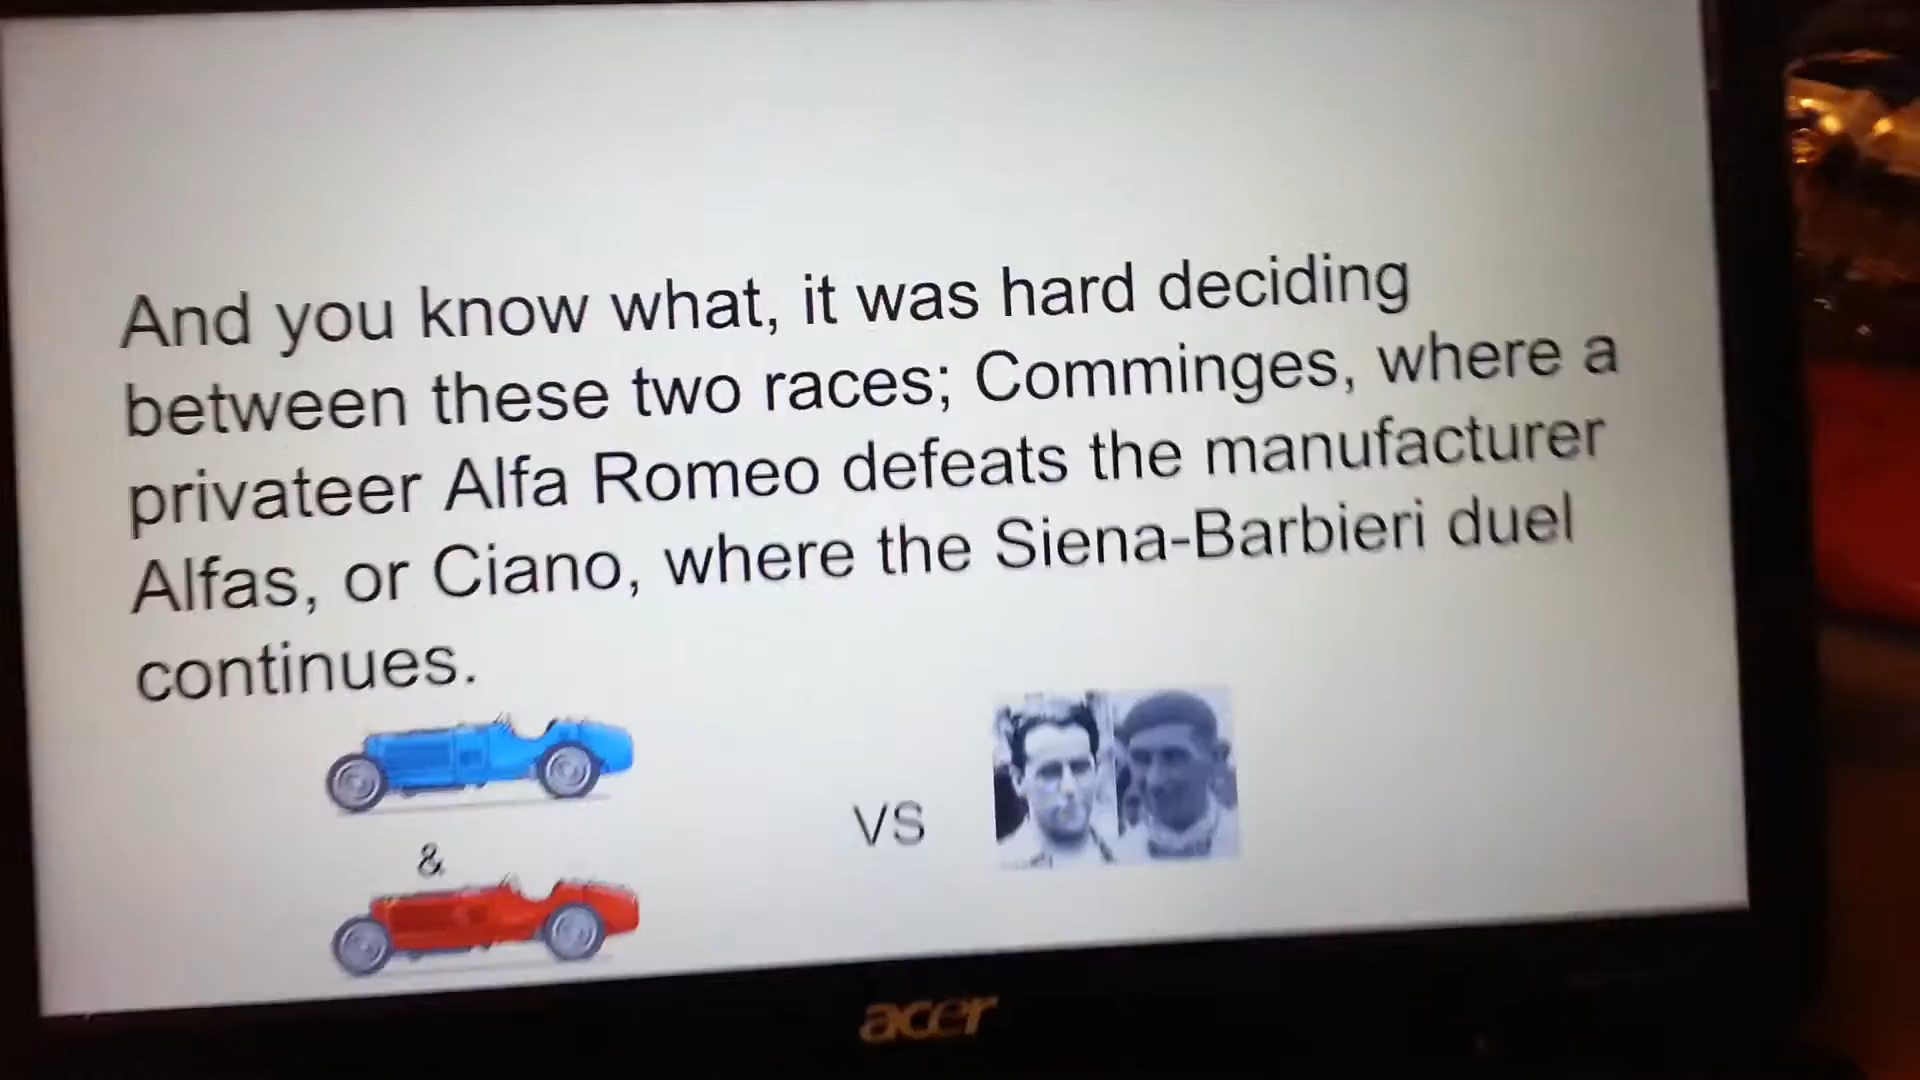 And you know what, it was hard deciding
between these two races; Comminges, where a
privateer Alfa Romeo defeats the manufacturer
Alfas, or Ciano, where the Siena-Barbieri duel
continues.
VS
&
acer